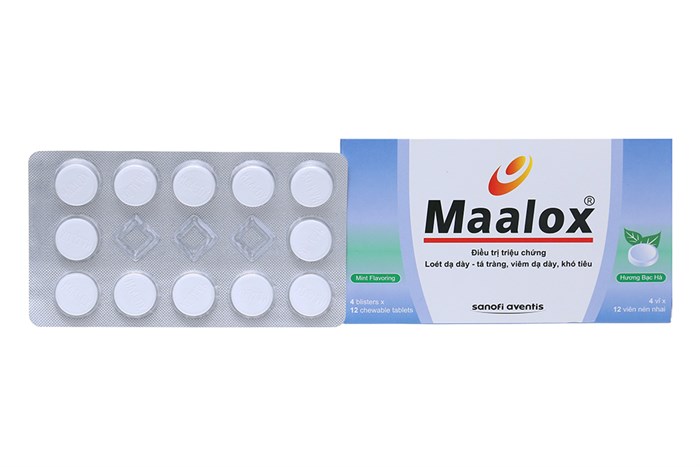 Maalox®
Điều trị triệu chứng
Loét dạ dày - tá tràng, viêm dạ dày, khó tiêu
Mint Flavoring
Hương Bạc Hà
4 blisters x
12 chewable tablets
sanofi aventis
4 vỉ x
12 viên nén nhai